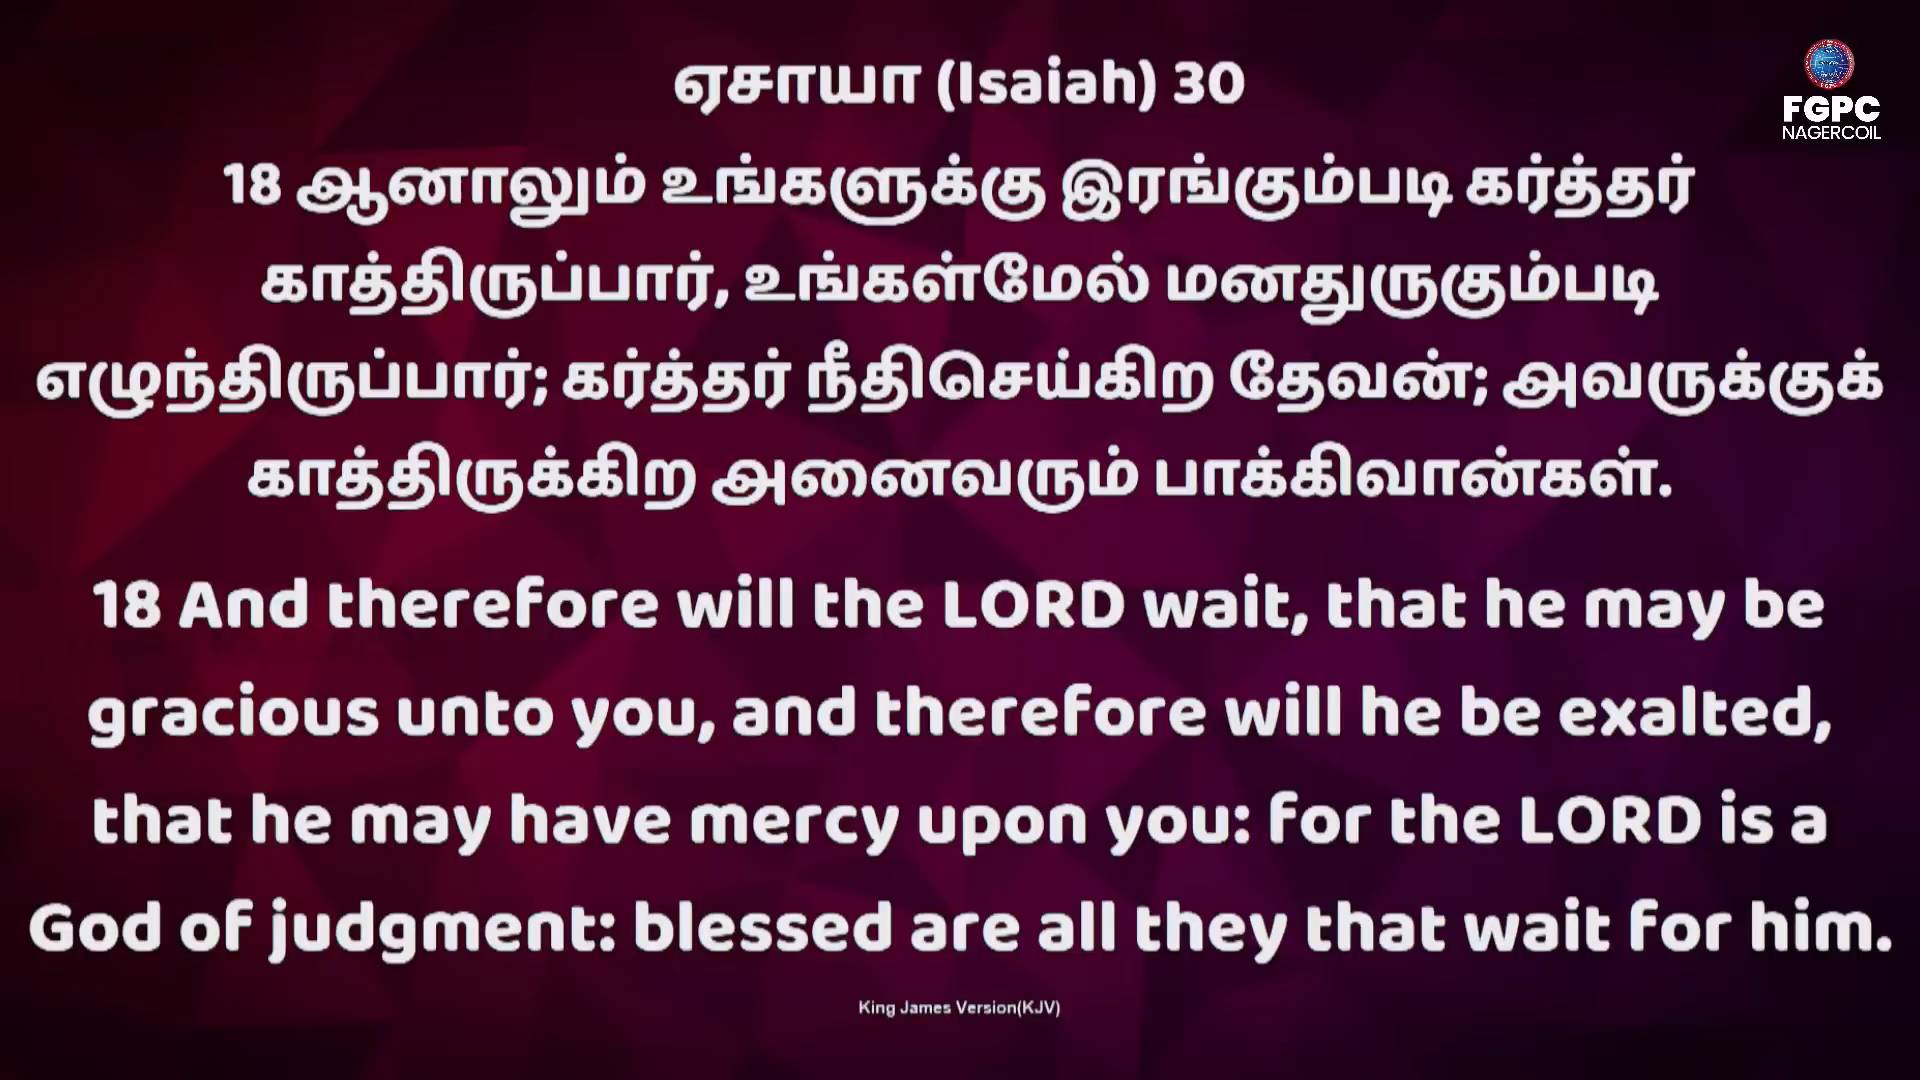 ஏசாயா (Isaiah) 30
FGPC
NAGERCOIL
18 ஆனாலும் உங்களுக்கு இரங்கும்படி கர்த்தர்
காத்திருப்பார், உங்கள்மேல் மனதுருகும்படி
எழுந்திருப்பார்; கர்த்தர் நீதிசெய்கிற தேவன்; அவருக்குக்
காத்திருக்கிற அனைவரும் பாக்கிவான்கள்.
18 And therefore will the LORD wait, that he may be
gracious unto you, and therefore will he be exalted,
that he may have mercy upon you: for the LORD is a
God of judgment: blessed are all they that wait for him.
King James Version(KJV)